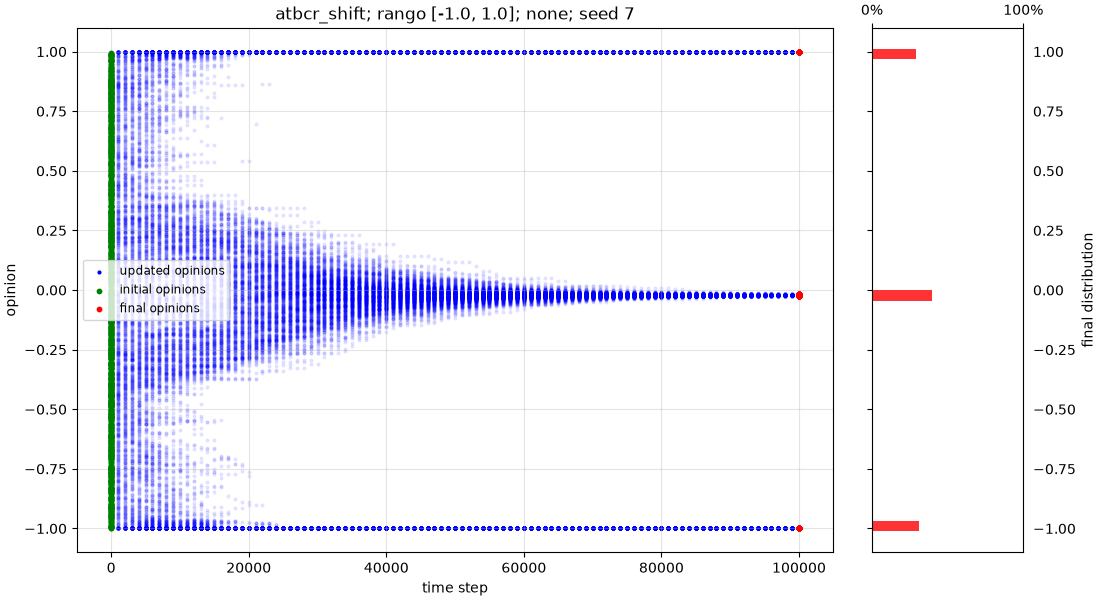 atbcr_shift; rango [-1.0, 1.0]; none; seed 7
0% 100%
1.00
0.75
0.50
0.25
0.00
−0.25
−0.50
−0.75
−1.00
opinion
updated opinions
initial opinions
final opinions
0 20000 40000 60000 80000 100000
time step
1.00
0.75
0.50
0.25
0.00
−0.25
−0.50
−0.75
−1.00
final distribution